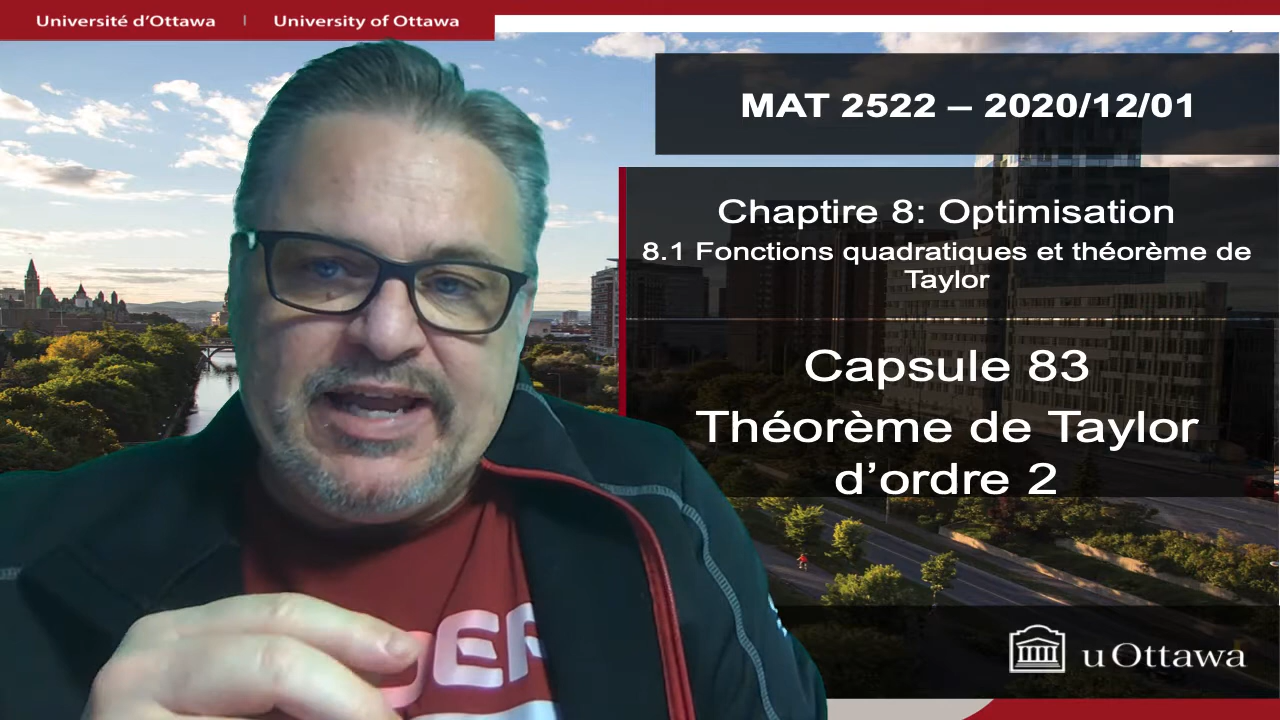 Université d'Ottawa | University of Ottawa
MAT 2522 – 2020/12/01
Chaptire 8: Optimisation
8.1 Fonctions quadratiques et théorème de
Taylor
Capsule 83
Théorème de Taylor
d'ordre 2
uOttawa